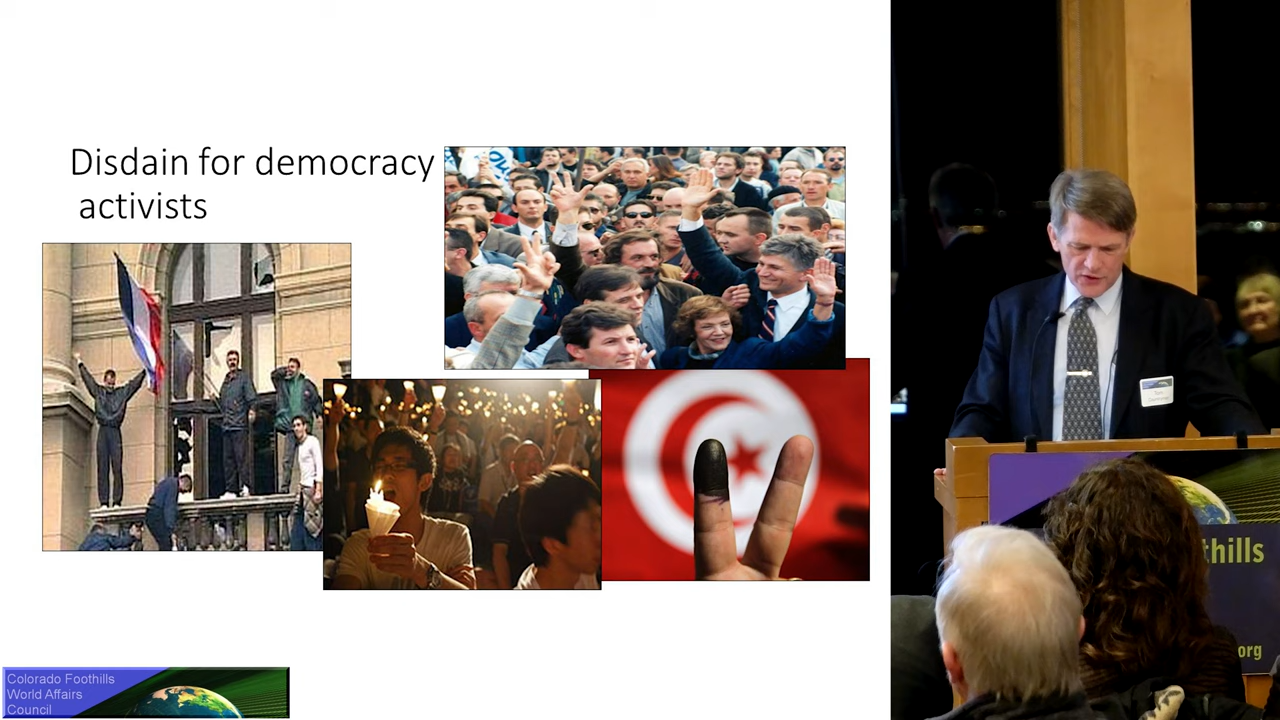 Disdain for democracy
activists
Colorado Foothills
World Affairs
Council
thills
org